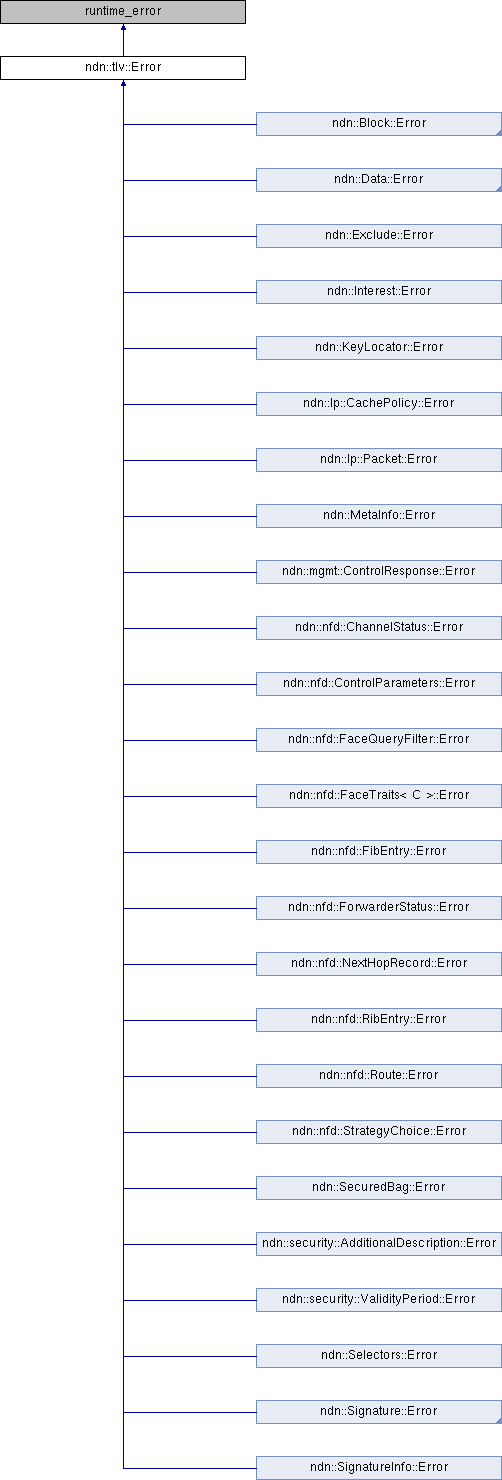 runtime_error
ndn::tlv::Error
ndn::Block::Error
ndn::Data::Error
ndn::Exclude::Error
ndn::Interest::Error
ndn::KeyLocator::Error
ndn::lp::CachePolicy::Error
ndn::lp::Packet::Error
ndn::MetaInfo::Error
ndn::mgmt::ControlResponse::Error
ndn::nfd::ChannelStatus::Error
ndn::nfd::ControlParameters::Error
ndn::nfd::FaceQueryFilter::Error
ndn::nfd::FaceTraits< C >::Error
ndn::nfd::FibEntry::Error
ndn::nfd::ForwarderStatus::Error
ndn::nfd::NextHopRecord::Error
ndn::nfd::RibEntry::Error
ndn::nfd::Route::Error
ndn::nfd::StrategyChoice::Error
ndn::SecuredBag::Error
ndn::security::AdditionalDescription::Error
ndn::security::ValidityPeriod::Error
ndn::Selectors::Error
ndn::Signature::Error
ndn::SignatureInfo::Error